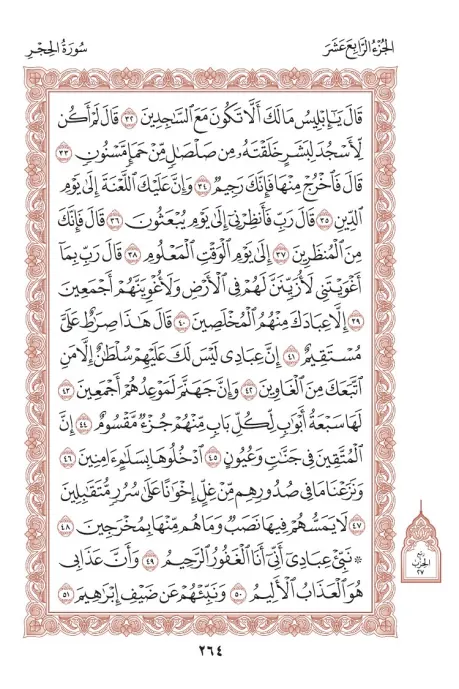 الجزء الرابع عشر
سورة الحجر
قَالَ يَـٰٓإِبۡلِيسُ مَا لَكَ أَلَّا تَكُونَ مَعَ ٱلسَّـٰجِدِينَ ٣٢ قَالَ لَمۡ أَكُن
لِّأَسۡجُدَ لِبَشَرٍ خَلَقۡتَهُۥ مِن صَلۡصَـٰلٖ مِّنۡ حَمَإٖ مَّسۡنُونٖ ٣٣
قَالَ فَٱخۡرُجۡ مِنۡهَا فَإِنَّكَ رَجِيمٞ ٣٤ وَإِنَّ عَلَيۡكَ ٱللَّعۡنَةَ إِلَىٰ يَوۡمِ
ٱلدِّينِ ٣٥ قَالَ رَبِّ فَأَنظِرۡنِيٓ إِلَىٰ يَوۡمِ يُبۡعَثُونَ ٣٦ قَالَ فَإِنَّكَ
مِنَ ٱلۡمُنظَرِينَ ٣٧ إِلَىٰ يَوۡمِ ٱلۡوَقۡتِ ٱلۡمَعۡلُومِ ٣٨ قَالَ رَبِّ بِمَآ
أَغۡوَيۡتَنِي لَأُزَيِّنَنَّ لَهُمۡ فِي ٱلۡأَرۡضِ وَلَأُغۡوِيَنَّهُمۡ أَجۡمَعِينَ
٣٩ إِلَّا عِبَادَكَ مِنۡهُمُ ٱلۡمُخۡلَصِينَ ٤٠ قَالَ هَـٰذَا صِرَٰطٌ عَلَيَّ
مُسۡتَقِيمٌ ٤١ إِنَّ عِبَادِي لَيۡسَ لَكَ عَلَيۡهِمۡ سُلۡطَـٰنٌ إِلَّا مَنِ
ٱتَّبَعَكَ مِنَ ٱلۡغَاوِينَ ٤٢ وَإِنَّ جَهَنَّمَ لَمَوۡعِدُهُمۡ أَجۡمَعِينَ ٤٣
لَهَا سَبۡعَةُ أَبۡوَٰبٖ لِّكُلِّ بَابٖ مِّنۡهُمۡ جُزۡءٞ مَّقۡسُومٌ ٤٤ إِنَّ
ٱلۡمُتَّقِينَ فِي جَنَّـٰتٖ وَعُيُونٍ ٤٥ ٱدۡخُلُوهَا بِسَلَـٰمٍ ءَامِنِينَ ٤٦
وَنَزَعۡنَا مَا فِي صُدُورِهِم مِّنۡ غِلٍّ إِخۡوَٰنًا عَلَىٰ سُرُرٖ مُّتَقَـٰبِلِينَ
٤٧ لَا يَمَسُّهُمۡ فِيهَا نَصَبٞ وَمَا هُم مِّنۡهَا بِمُخۡرَجِينَ ٤٨
۞ نَبِّئۡ عِبَادِيٓ أَنِّيٓ أَنَا ٱلۡغَفُورُ ٱلرَّحِيمُ ٤٩ وَأَنَّ عَذَابِي
هُوَ ٱلۡعَذَابُ ٱلۡأَلِيمُ ٥٠ وَنَبِّئۡهُمۡ عَن ضَيۡفِ إِبۡرَٰهِيمَ ٥١
ربع
الحزب
٢٧
٢٦٤